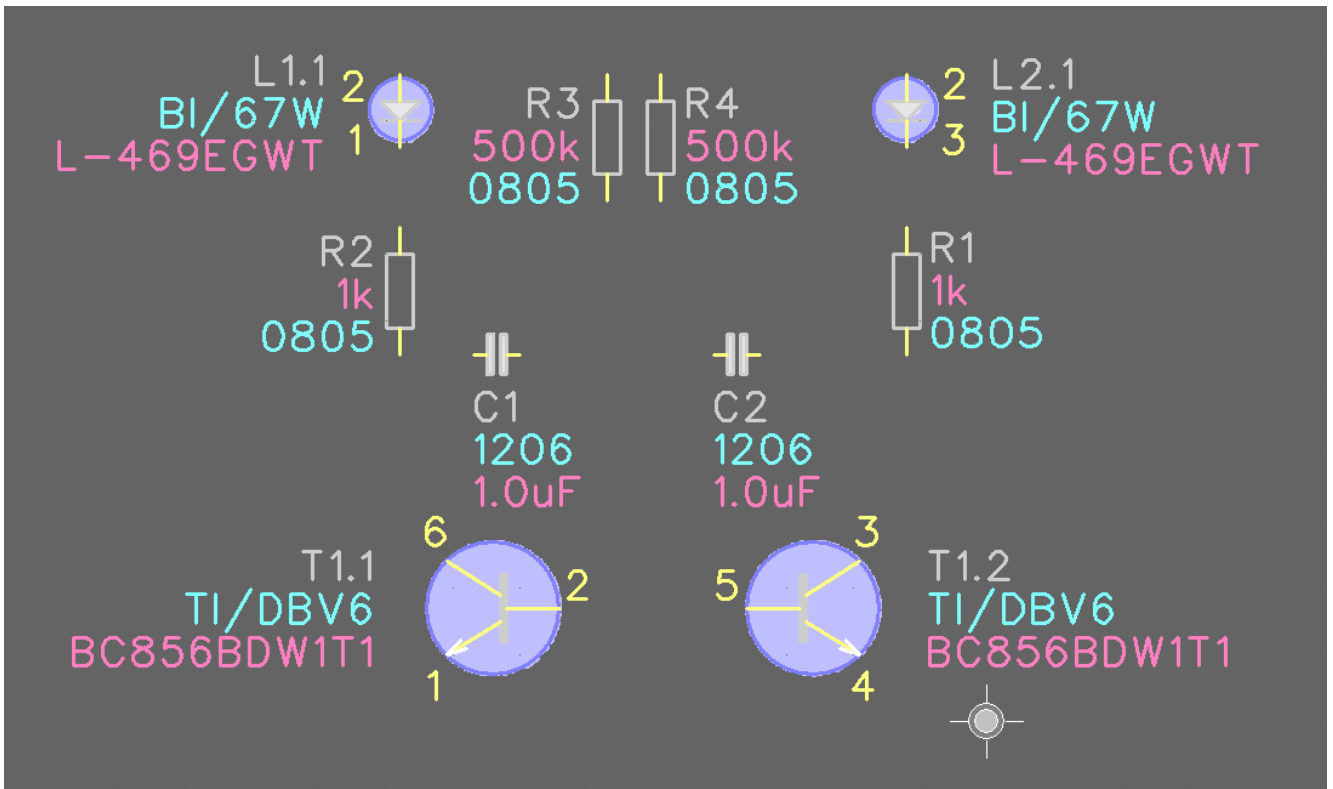 L1.1
BI/67W
L-469EGWT
2
1
R3
500k
0805
R4
500k
0805
2
3
L2.1
BI/67W
L-469EGWT
R2
1k
0805
R1
1k
0805
C1
1206
1.0uF
C2
1206
1.0uF
T1.1
TI/DBV6
BC856BDW1T1
6
2
1
5
3
4
T1.2
TI/DBV6
BC856BDW1T1